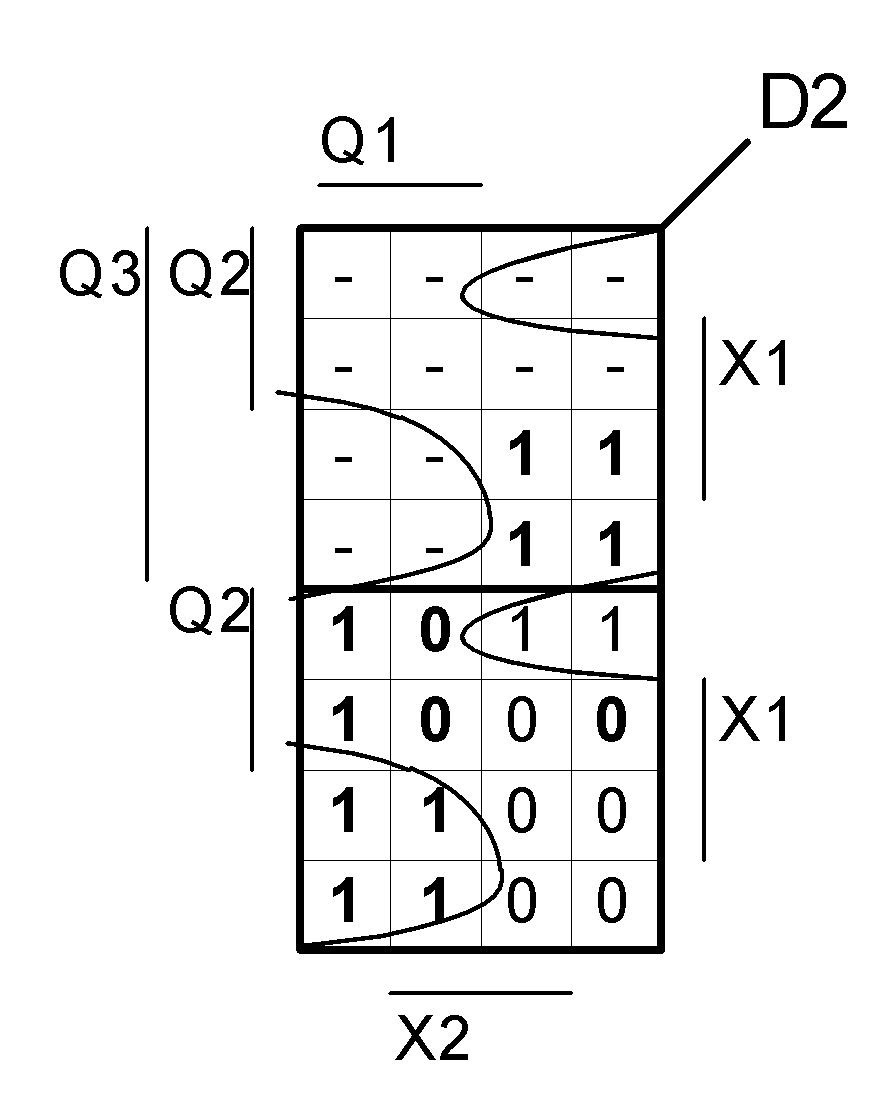 D2
Q1
Q3 Q2
- - - -
X1
- - - -
- - 1 1
- - 1 1
Q2
1 0 1 1
1 0 0 0
X1
1 1 0 0
1 1 0 0
X2